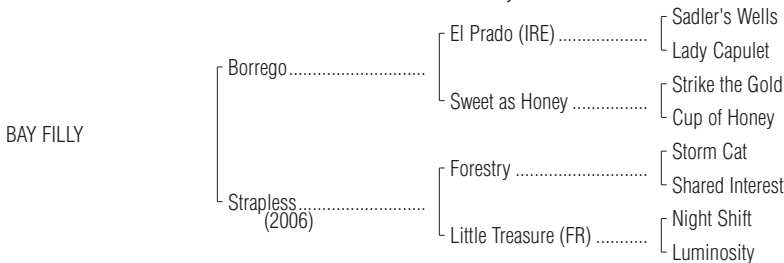 Sadler's Wells
El Prado (IRE) ...................
Lady Capulet
Borrego.............................
Strike the Gold
Sweet as Honey ................
Cup of Honey
BAY FILLY
Storm Cat
Forestry ............................
Shared Interest
Strapless...........................
(2006)
Night Shift
Little Treasure (FR) ...........
Luminosity